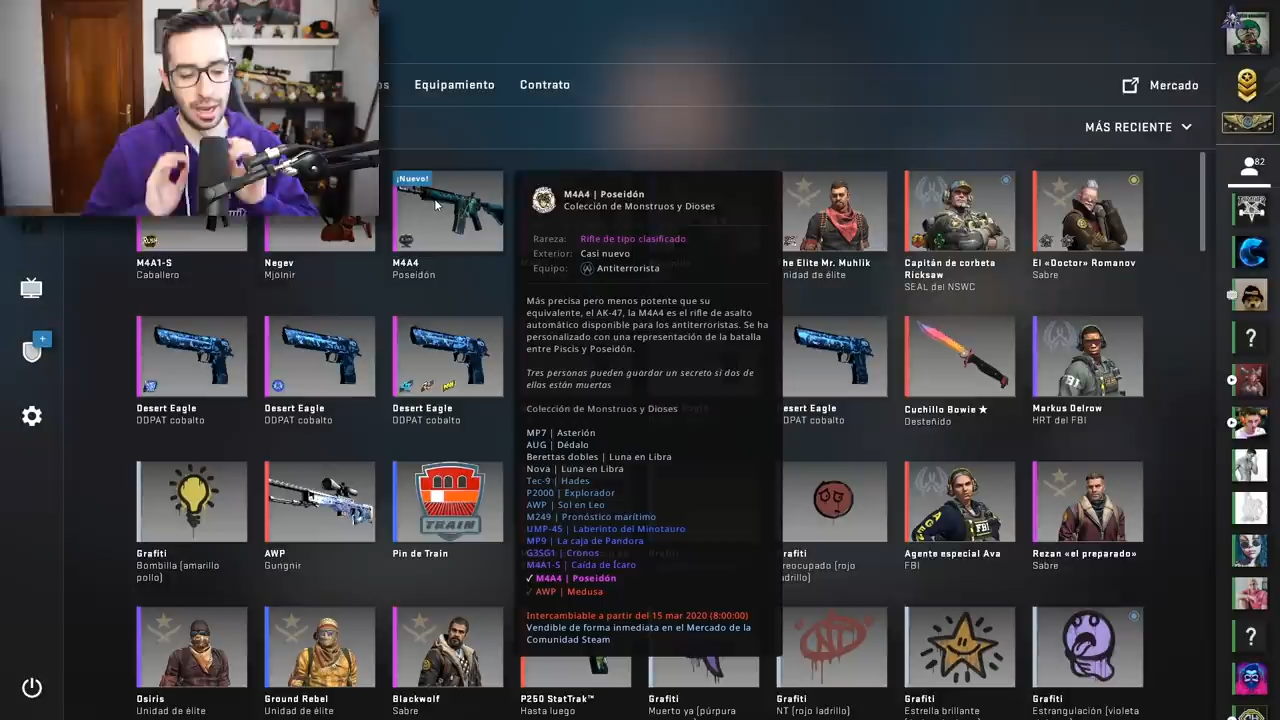 Equipamiento
Contrato
Mercado
MÁS RECIENTE
82
¡Nuevo!
M4A1-S
Caballero
Negev
Mjolnir
M4A4
Poseidón
M4A4 | Poseidón
Colección de Monstruos y Dioses
Rareza: Rifle de tipo clasificado
Exterior: Casi nuevo
Equipo: Antiterrorista
Más precisa pero menos potente que su
equivalente, el AK-47, la M4A4 es el rifle de asalto
automático disponible para los antiterroristas. Se ha
personalizado con una representación de la batalla
entre Piscis y Poseidón.
Tres personas pueden guardar un secreto si dos de
ellas están muertas
Colección de Monstruos y Dioses
MP7 | Asterión
AUG | Dédalo
Berettas dobles | Luna en Libra
Nova | Luna en Libra
Tec-9 | Hades
P2000 | Explorador
AWP | Sol en Leo
M249 | Pronóstico marítimo
UMP-45 | Laberinto del Minotauro
MP9 | La caja de Pandora
G3SG1 | Cronos
M4A1-S | Caída de Ícaro
✓ M4A4 | Poseidón
✓ AWP | Medusa
Intercambiable a partir del 15 mar 2020 (8:00:00)
Vendible de forma inmediata en el Mercado de la
Comunidad Steam
The Elite Mr. Muhlik
Unidad de élite
Capitán de corbeta
Ricksaw
SEAL del NSWC
El «Doctor» Romanov
Sabre
Desert Eagle
DDPAT cobalto
Desert Eagle
DDPAT cobalto
Desert Eagle
DDPAT cobalto
Desert Eagle
DDPAT cobalto
Cuchillo Bowie ★
Desteñido
FBI
Markus Delrow
HRT del FBI
Grafiti
Bombilla (amarillo
pollo)
AWP
Gungnir
TRAIN
Pin de Train
Grafiti
Preocupado (rojo
ladrillo)
FBI
Agente especial Ava
FBI
Rezan «el preparado»
Sabre
Osiris
Unidad de élite
Ground Rebel
Unidad de élite
Blackwolf
Sabre
P250 StatTrak™
Hasta luego
Grafiti
Muerto ya (púrpura
Grafiti
NT (rojo ladrillo)
Grafiti
Estrella brillante
Grafiti
Estrangulación (violeta